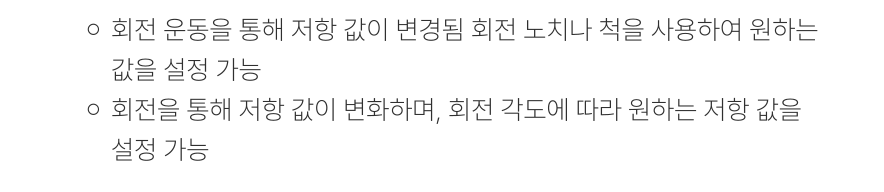 ○ 회전 운동을 통해 저항 값이 변경됨 회전 노치나 척을 사용하여 원하는
값을 설정 가능
○ 회전을 통해 저항 값이 변화하며, 회전 각도에 따라 원하는 저항 값을
설정 가능